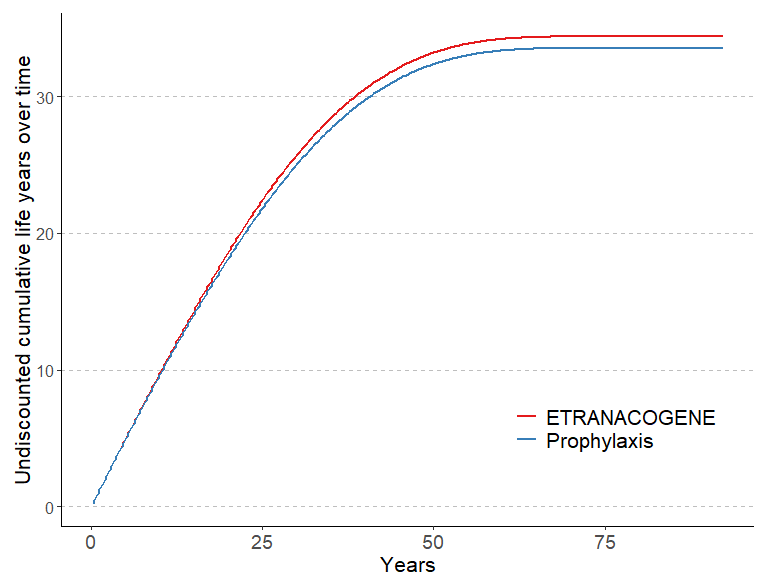 Undiscounted cumulative life years over time
30
20
10
0
0 25 50 75
Years
ETRANACOGENE
Prophylaxis